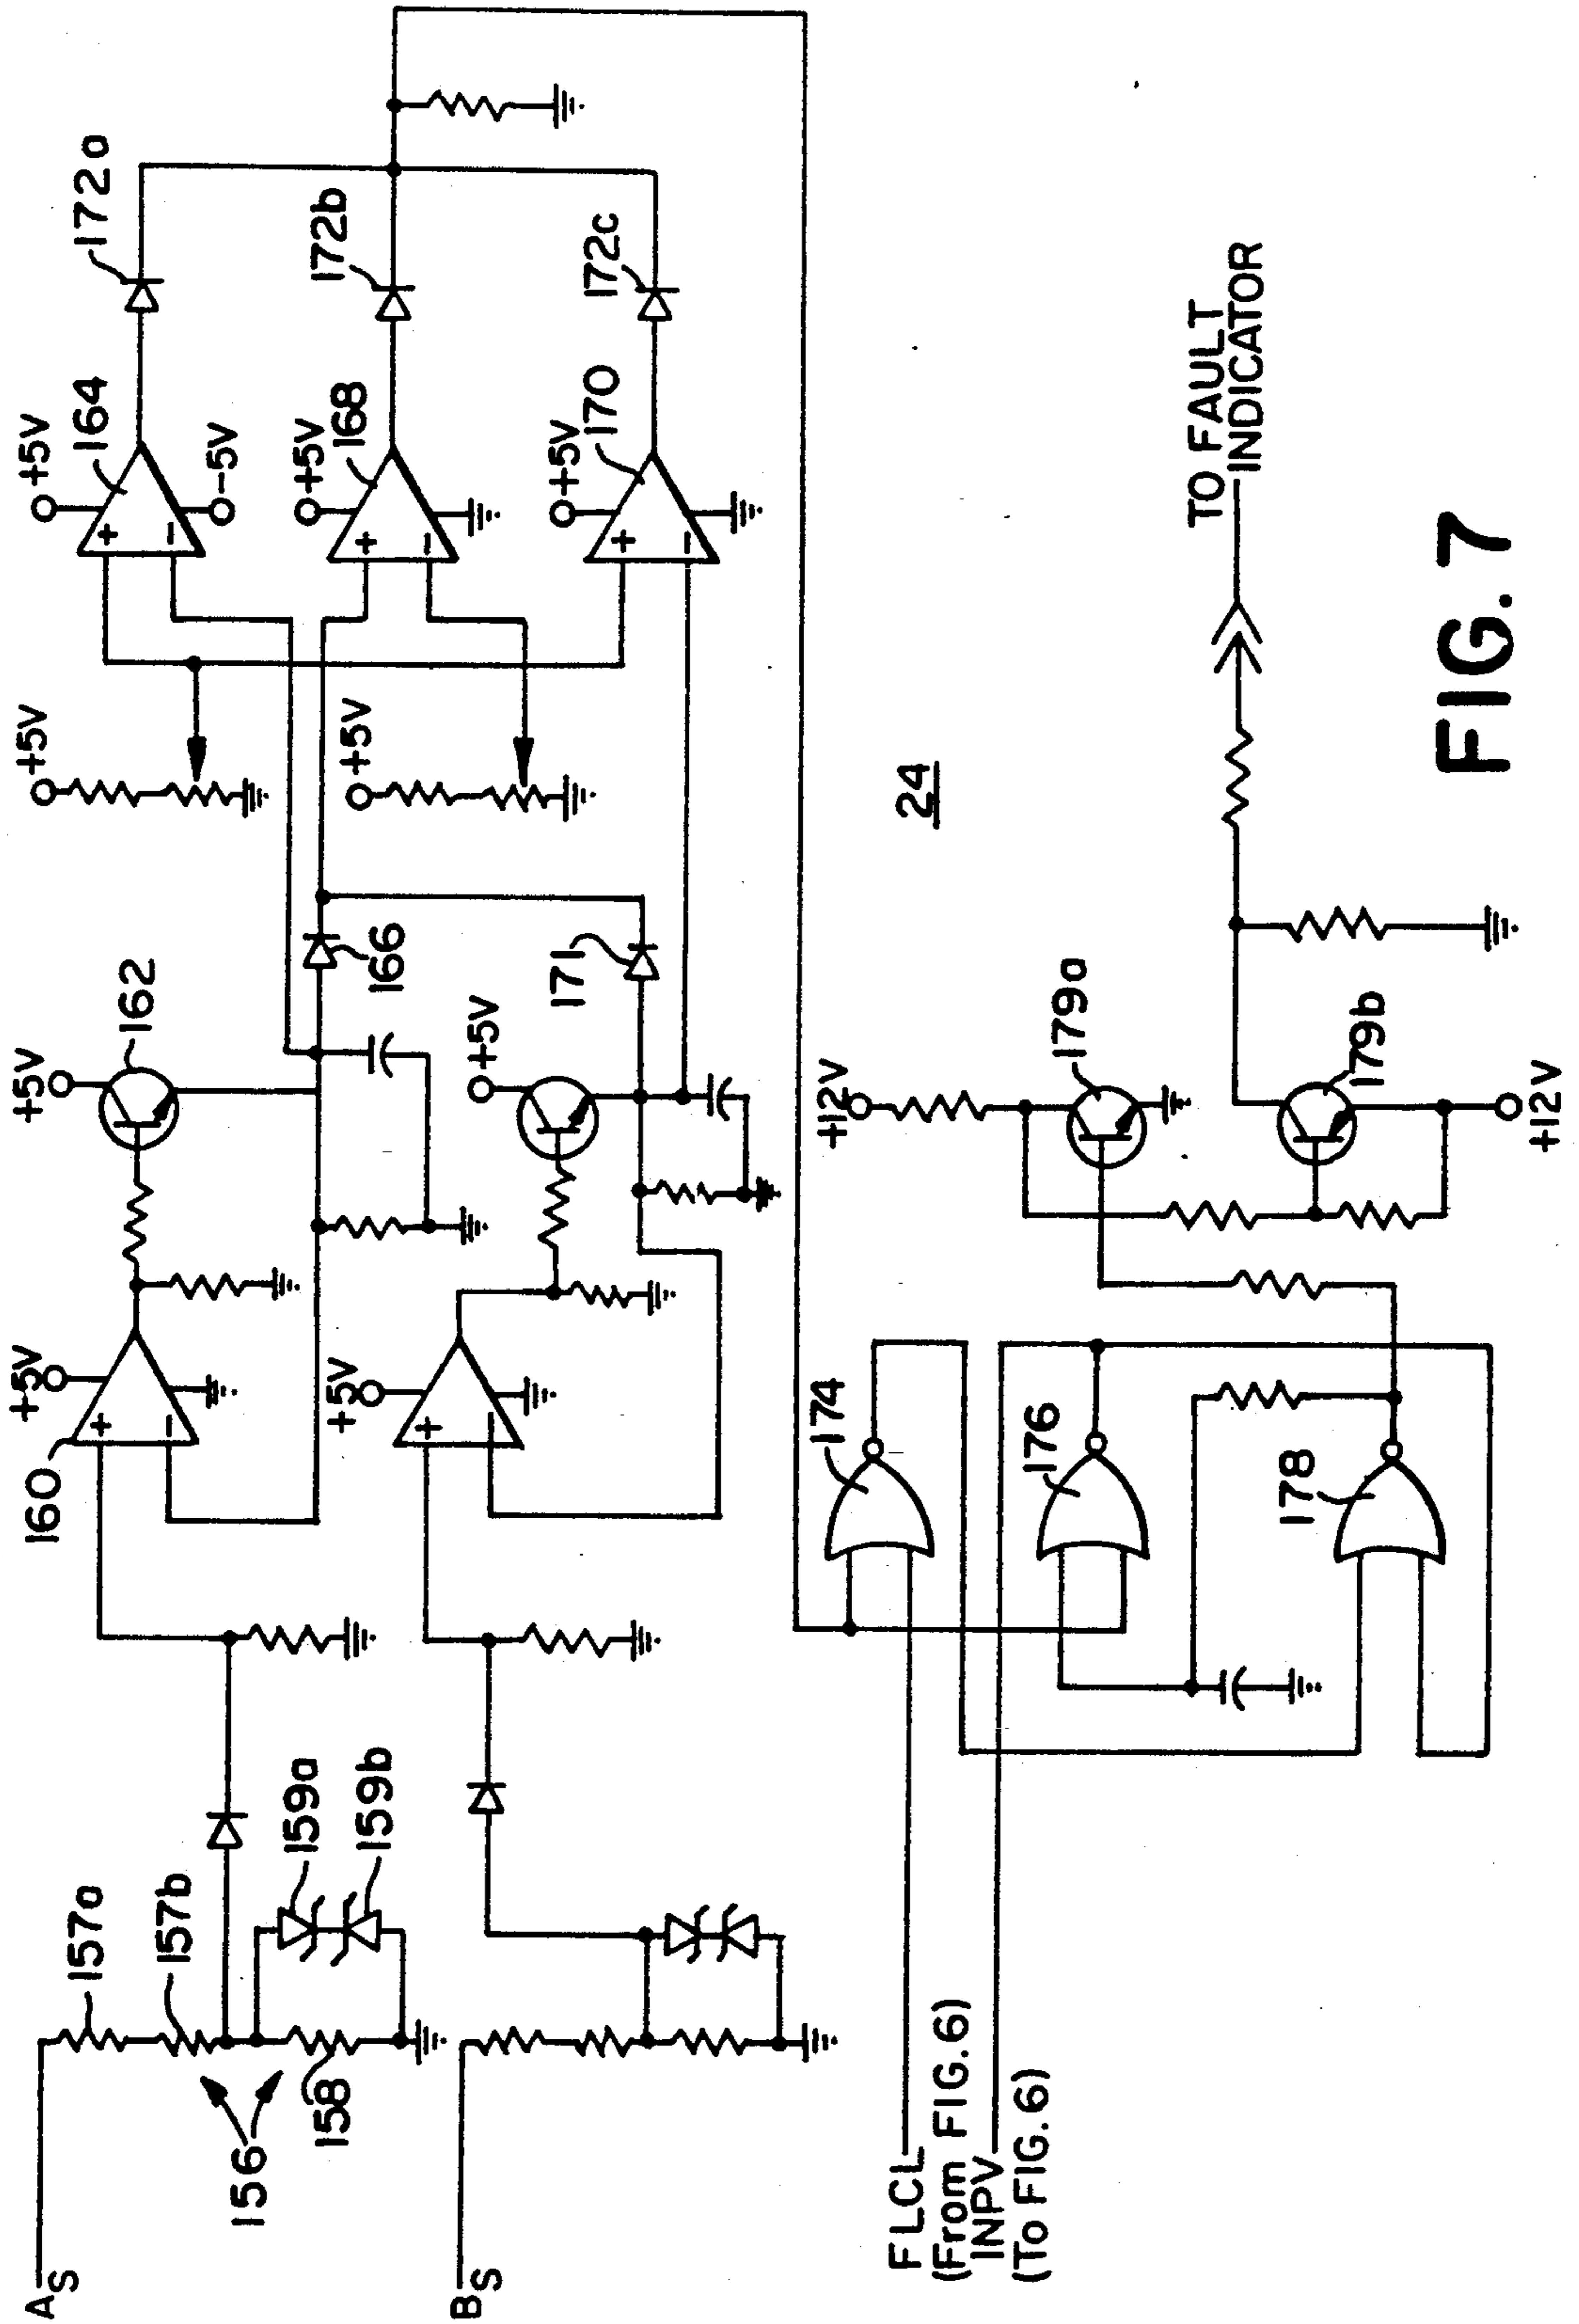 +5V
162
+5V
160
+5V
+5V
164
-5V
172a
+5V
168
172b
+5V
170
172c
+5V
166
171
+5V
+5V
157a
157b
159a
159b
156
158
AS
BS
24
+12V
179a
179b
+12V
174
176
178
FLCL
(From FIG.6)
INPV
(To FIG.6)
TO FAULT
INDICATOR
FIG. 7
+
-
+
-
+
-
+
-
+
-